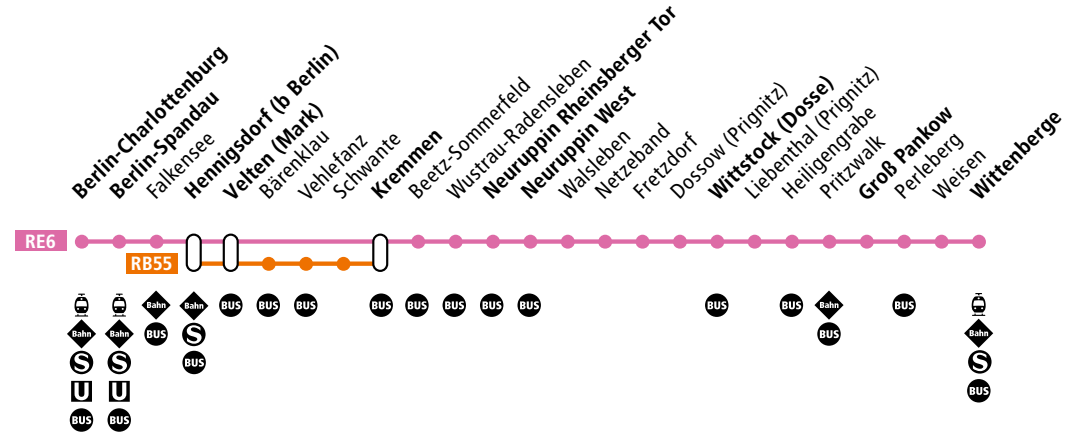 Berlin-Charlottenburg
Berlin-Spandau
Falkensee
Hennigsdorf (b Berlin)
Velten (Mark)
Bärenklau
Vehlefanz
Schwante
Kremmen
Beetz-Sommerfeld
Wustrau-Radensleben
Neuruppin Rheinsberger Tor
Neuruppin West
Walsleben
Netzeband
Fretzdorf
Dossow (Prignitz)
Wittstock (Dosse)
Liebenthal (Prignitz)
Heiligengrabe
Pritzwalk
Groß Pankow
Perleberg
Weisen
Wittenberge
RE6
RB55
Bahn Bahn BUS BUS BUS BUS BUS BUS BUS BUS BUS BUS Bahn BUS
Bahn Bahn BUS S BUS Bahn
S S BUS S
U U BUS
BUS BUS